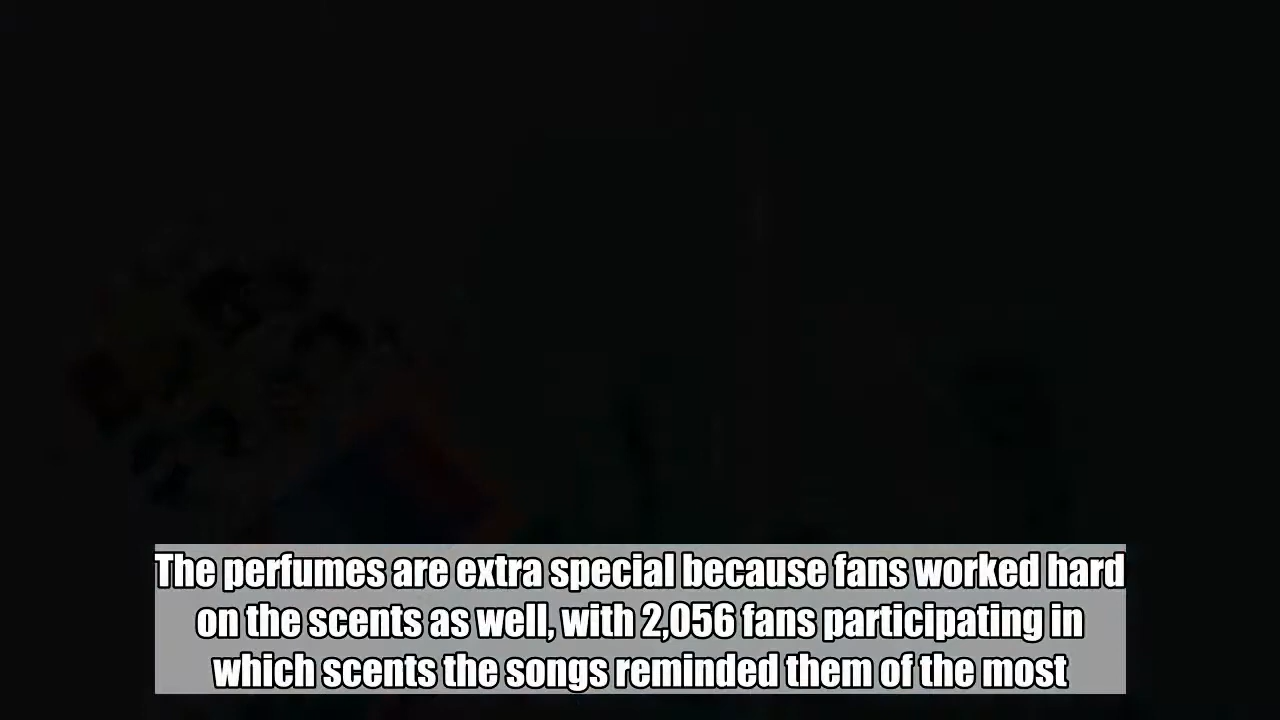 The perfumes are extra special because fans worked hard
on the scents as well, with 2,056 fans participating in
which scents the songs reminded them of the most